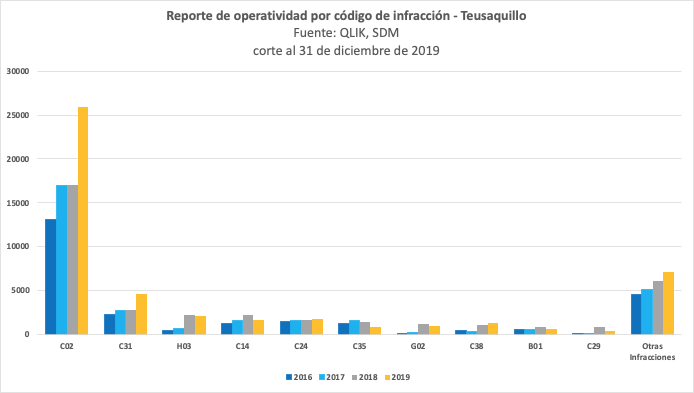 Reporte de operatividad por código de infracción - Teusaquillo
Fuente: QLIK, SDM
corte al 31 de diciembre de 2019
30000
25000
20000
15000
10000
5000
0
C02 C31 H03 C14 C24 C35 G02 C38 B01 C29 Otras
Infracciones
2016 2017 2018 2019